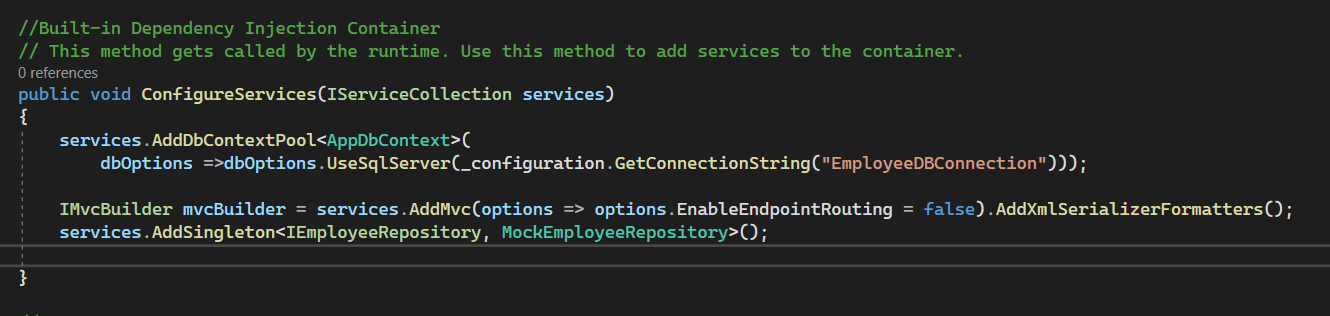 //Built-in Dependency Injection Container
// This method gets called by the runtime. Use this method to add services to the container.
0 references
public void ConfigureServices(IServiceCollection services)
{
services.AddDbContextPool<AppDbContext>(
dbOptions =>dbOptions.UseSqlServer(_configuration.GetConnectionString("EmployeeDBConnection")));
IMvcBuilder mvcBuilder = services.AddMvc(options => options.EnableEndpointRouting = false).AddXmlSerializerFormatters();
services.AddSingleton<IEmployeeRepository, MockEmployeeRepository>();
}